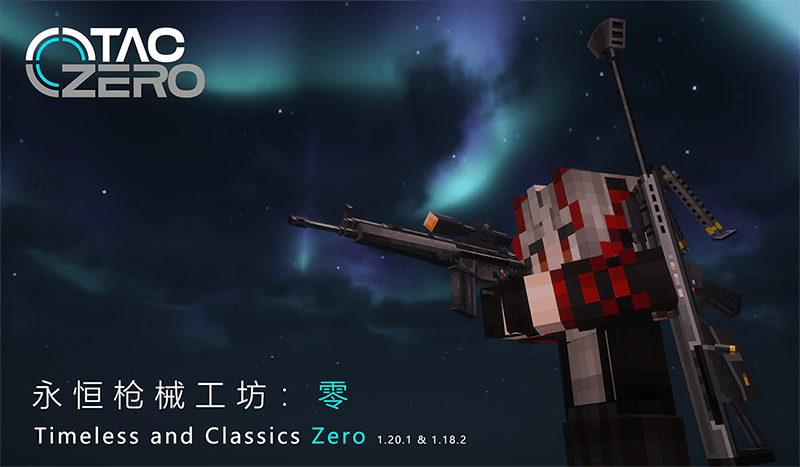 TAC
ZERO
永恒枪械工坊：零
Timeless and Classics Zero 1.20.1 & 1.18.2